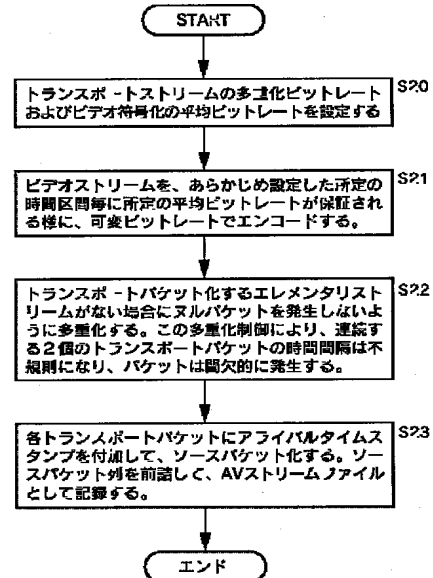 START
トランスポートストリームの多重化ビットレート
およびビデオ符号化の平均ビットレートを設定する
S20
ビデオストリームを、あらかじめ設定した所定の
時間区間毎に所定の平均ビットレートが保証され
る様に、可変ビットレートでエンコードする。
S21
トランスポートパケット化するエレメンタリスト
リームがない場合にヌルパケットを発生しないよ
うに多重化する。この多重化制御により、連続す
る2個のトランスポートパケットの時間間隔は不
規則になり、パケットは間欠的に発生する。
S22
各トランスポートパケットにアライバルタイムス
タンプを付加して、ソースパケット化する。ソー
スパケット列を前詰して、AVストリームファイル
として記録する。
S23
エンド